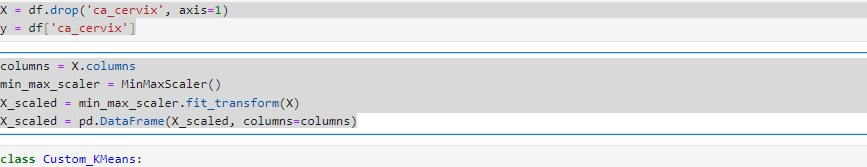 X = df.drop('ca_cervix', axis=1)
y = df['ca_cervix']
columns = X.columns
min_max_scaler = MinMaxScaler()
X_scaled = min_max_scaler.fit_transform(X)
X_scaled = pd.DataFrame(X_scaled, columns=columns)
class Custom_KMeans: